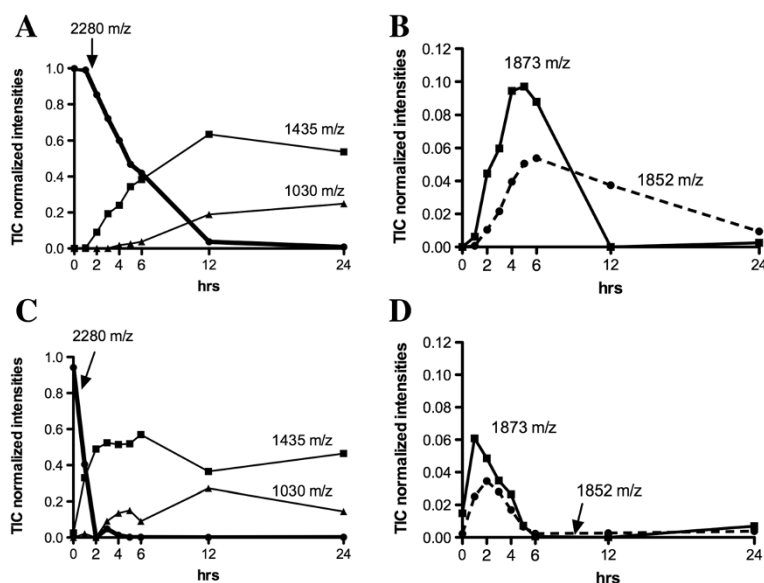 A
2280 m/z
TIC normalized intensities
1.0
0.8
0.6
0.4
0.2
0.0
1435 m/z
1030 m/z
0 2 4 6 12 24
hrs
B
TIC normalized intensities
0.12
0.10
0.08
0.06
0.04
0.02
0.00
1873 m/z
1852 m/z
0 2 4 6 12 24
hrs
C
2280 m/z
TIC normalized intensities
1.0
0.8
0.6
0.4
0.2
0.0
1435 m/z
1030 m/z
0 2 4 6 12 24
hrs
D
TIC normalized intensities
0.12
0.10
0.08
0.06
0.04
0.02
0.00
1873 m/z
1852 m/z
0 2 4 6 12 24
hrs